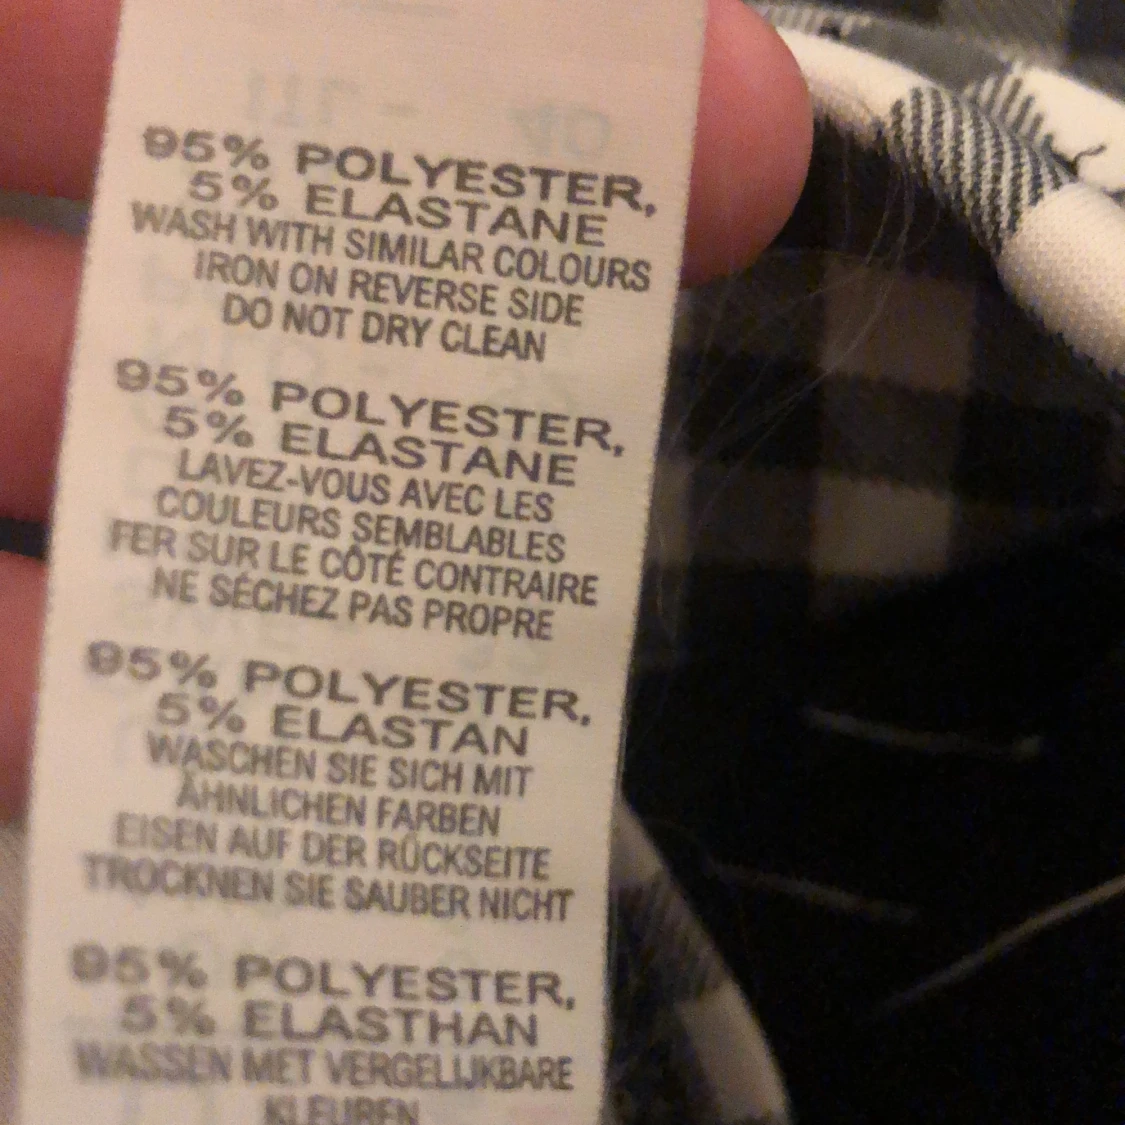 95% POLYESTER,
5% ELASTANE
WASH WITH SIMILAR COLOURS
IRON ON REVERSE SIDE
DO NOT DRY CLEAN
95% POLYESTER,
5% ELASTANE
LAVEZ-VOUS AVEC LES
COULEURS SEMBLABLES
FER SUR LE CÔTÉ CONTRAIRE
NE SÉCHEZ PAS PROPRE
95% POLYESTER,
5% ELASTAN
WASCHEN SIE SICH MIT
ÄHNLICHEN FARBEN
EISEN AUF DER RÜCKSEITE
TROCKNEN SIE SAUBER NICHT
95% POLYESTER,
5% ELASTHAN
WASSEN MET VERGELIJKBARE
KLEUREN